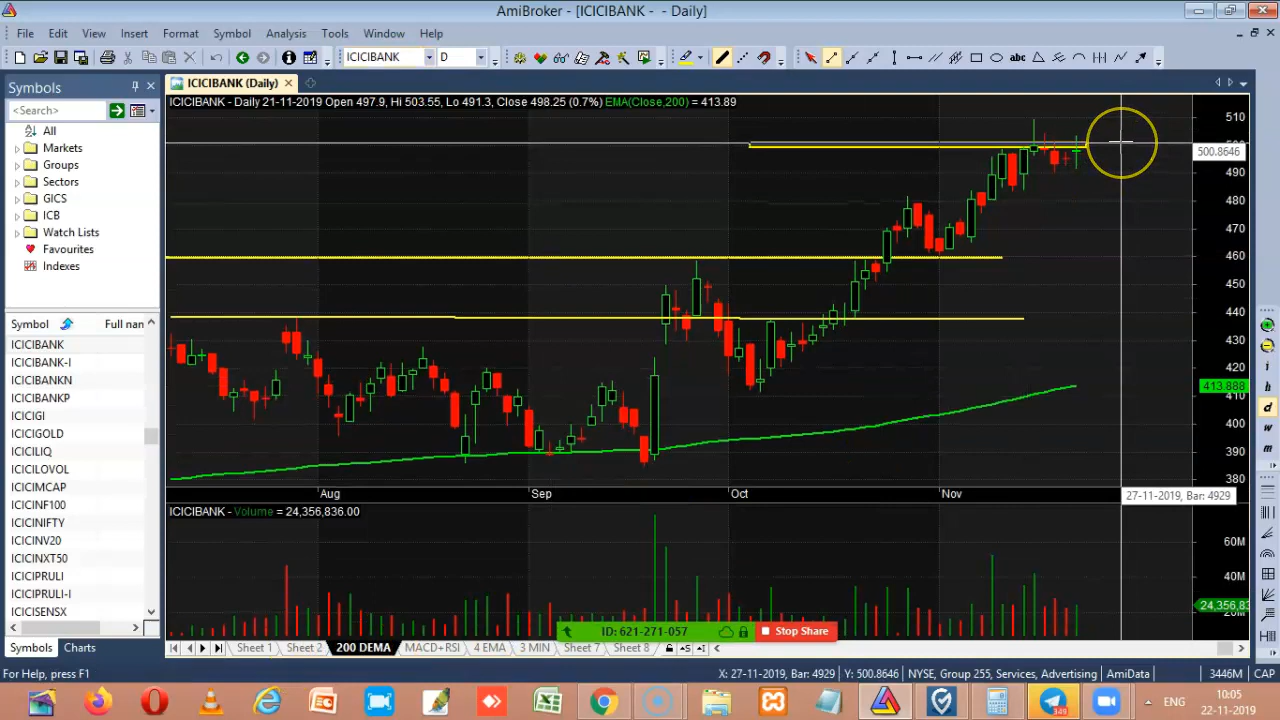 AmiBroker - [ICICIBANK - - Daily]
File Edit View Insert Format Symbol Analysis Tools Window Help
ICICIBANK D abc
Symbols
ICICIBANK (Daily)
<Search>
ICICIBANK - Daily 21-11-2019 Open 497.9, Hi 503.55, Lo 491.3, Close 498.25 (0.7%) EMA(Close,200) = 413.89
All
Markets
Groups
Sectors
GICS
ICB
Watch Lists
Favourites
Indexes
510
500.8646
490
480
470
460
450
440
430
420
413.888
410
400
390
380
Symbol Full nan
ICICIBANK
ICICIBANK-I
ICICIBANKN
ICICIBANKP
ICICIGI
ICICIGOLD
ICICILIQ
ICICILOVOL
ICICIMCAP
ICICINF100
ICICINIFTY
ICICINV20
ICICINXT50
ICICIPRULI
ICICIPRULI-I
ICICISENSX
Aug Sep Oct Nov
27-11-2019, Bar: 4929
ICICIBANK - Volume = 24,356,836.00
60M
40M
24,356,83
i
h
d
w
m
ID: 621-271-057 Stop Share
Symbols Charts
Sheet 1 Sheet 2 200 DEMA MACD+RSI 4 EMA 3 MIN Sheet 7 Sheet 8
For Help, press F1
X: 27-11-2019, Bar: 4929 Y: 500.8646 NYSE, Group 255, Services, Advertising AmiData 3446M CAP
349
ENG
10:05
22-11-2019